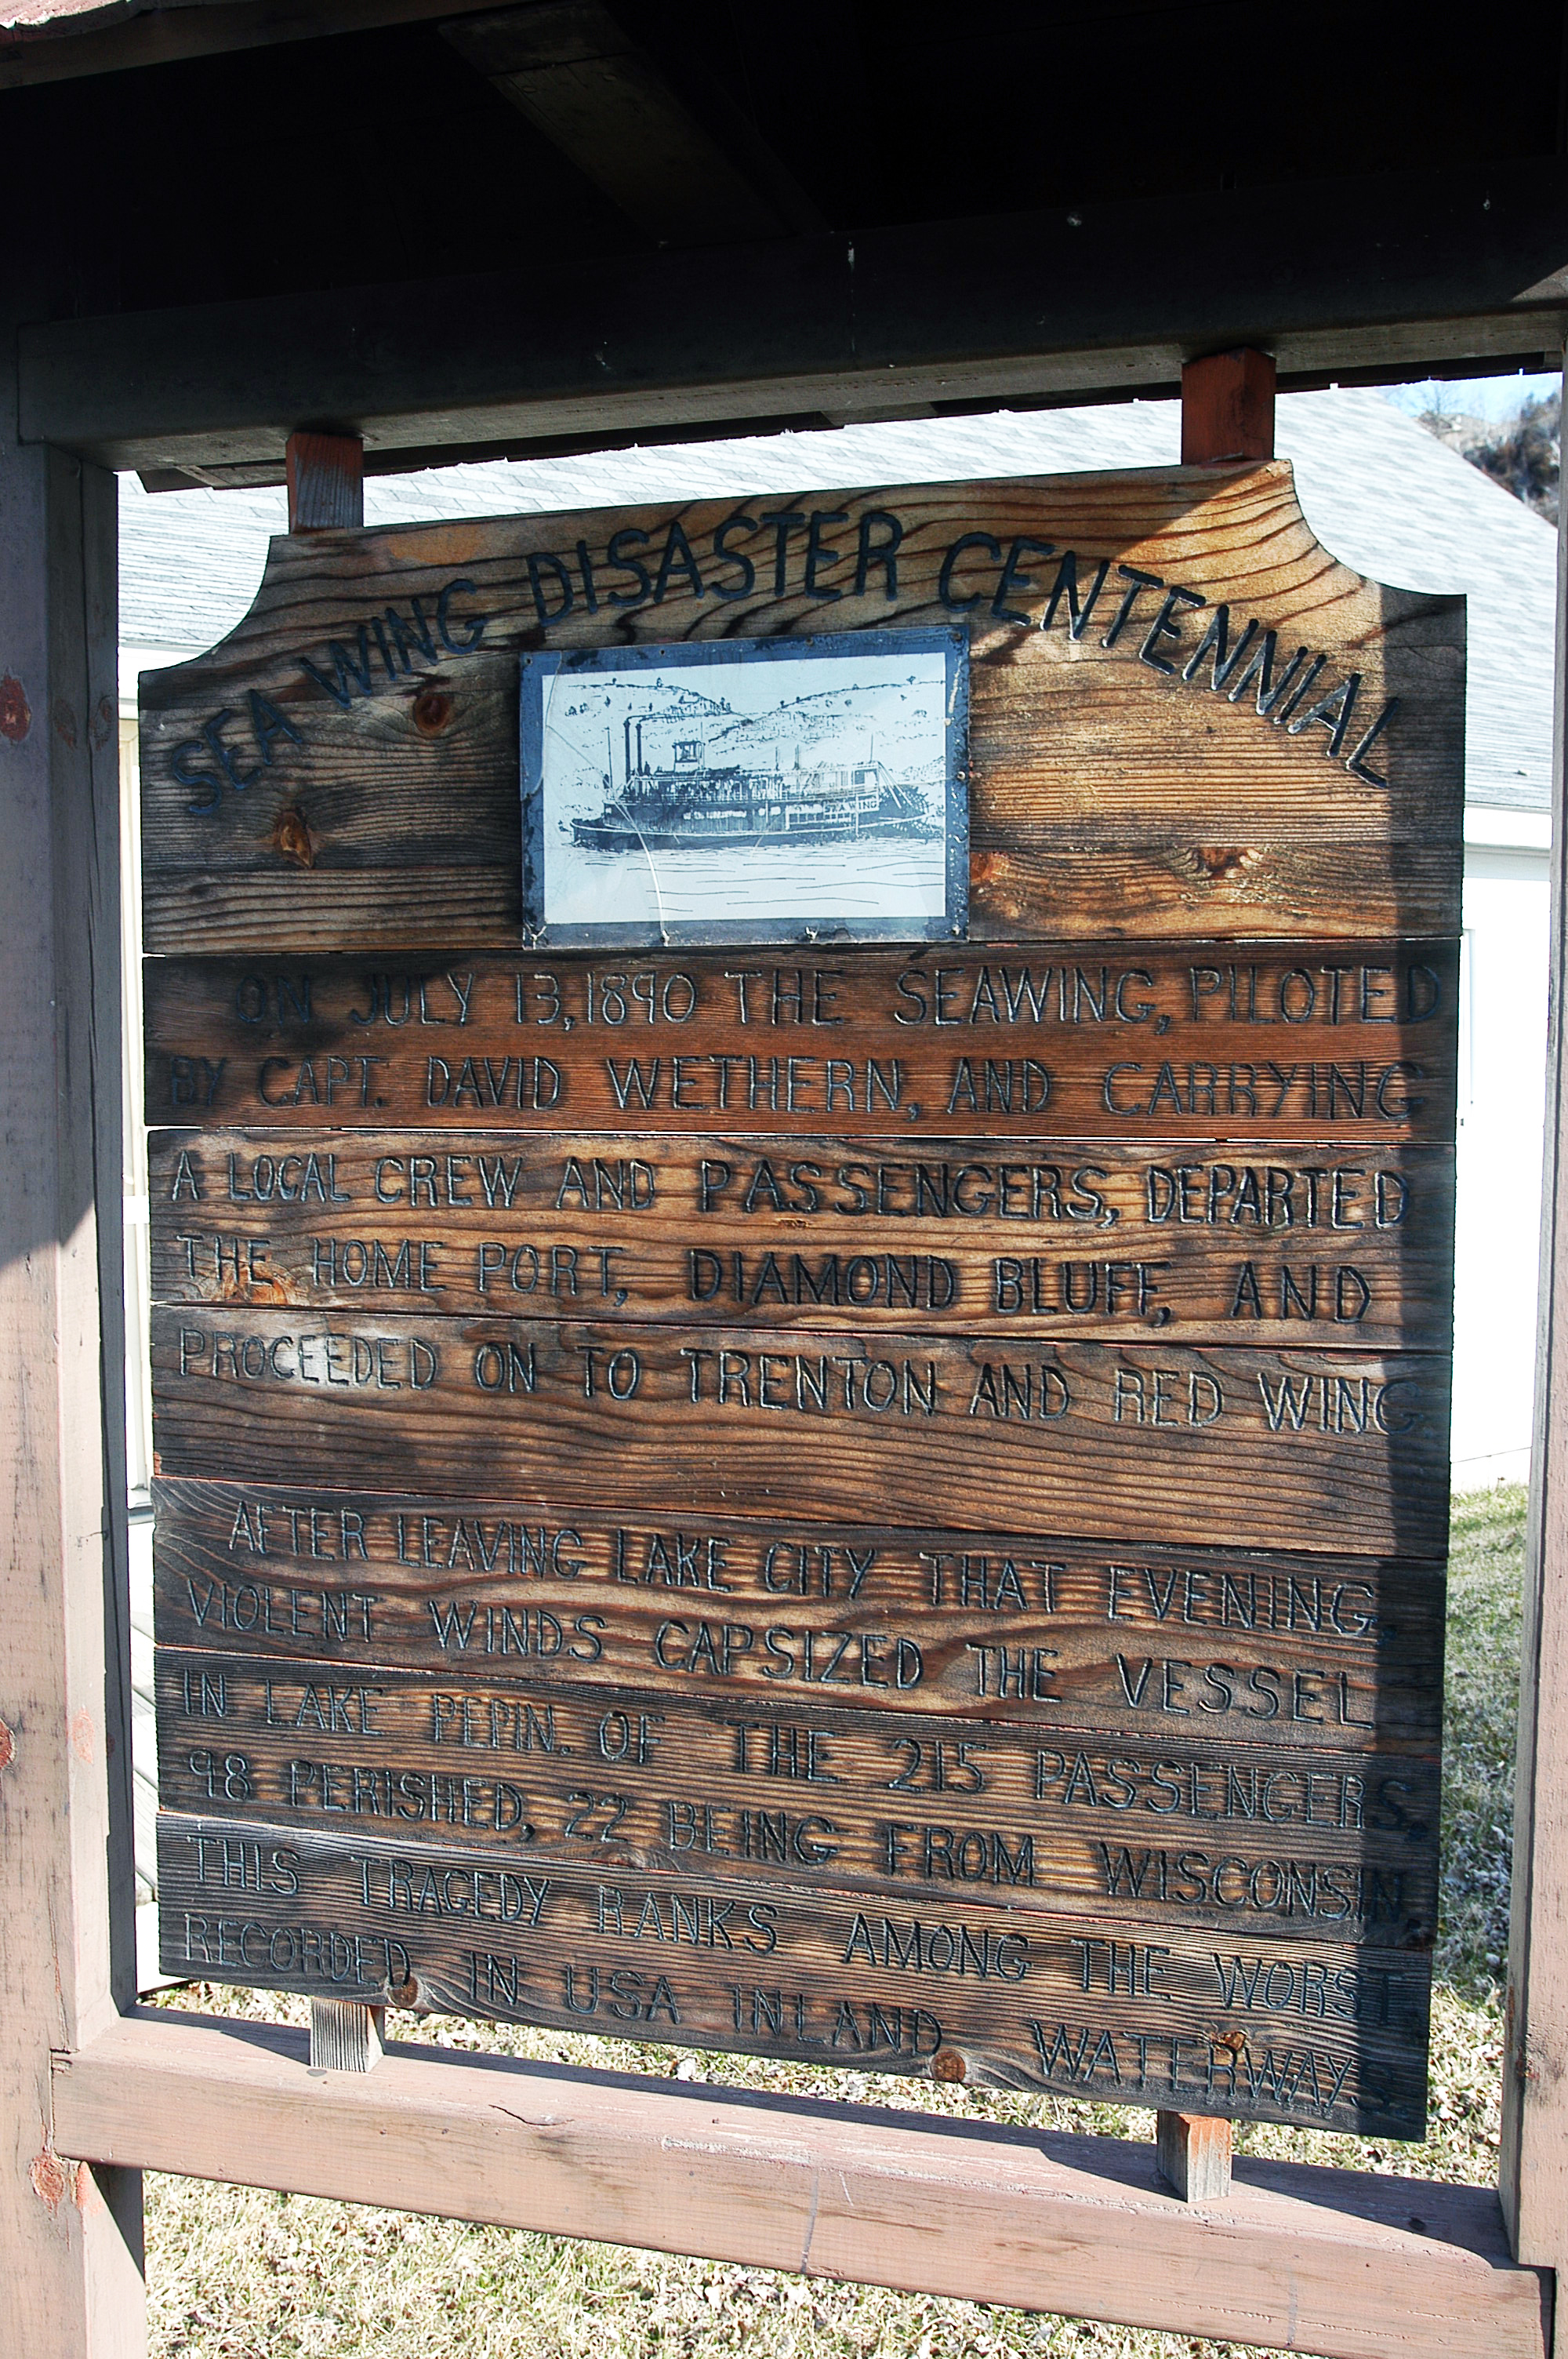 SEA WING DISASTER CENTENNIAL
SEA WING
ON JULY 13, 1890 THE SEAWING, PILOTED
BY CAPT. DAVID WETHERN, AND CARRYING
A LOCAL CREW AND PASSENGERS, DEPARTED
THE HOME PORT, DIAMOND BLUFF, AND
PROCEEDED ON TO TRENTON AND RED WING.
AFTER LEAVING LAKE CITY THAT EVENING,
VIOLENT WINDS CAPSIZED THE VESSEL
IN LAKE PEPIN. OF THE 215 PASSENGERS,
98 PERISHED, 22 BEING FROM WISCONSIN.
THIS TRAGEDY RANKS AMONG THE WORST
RECORDED IN USA INLAND WATERWAYS.